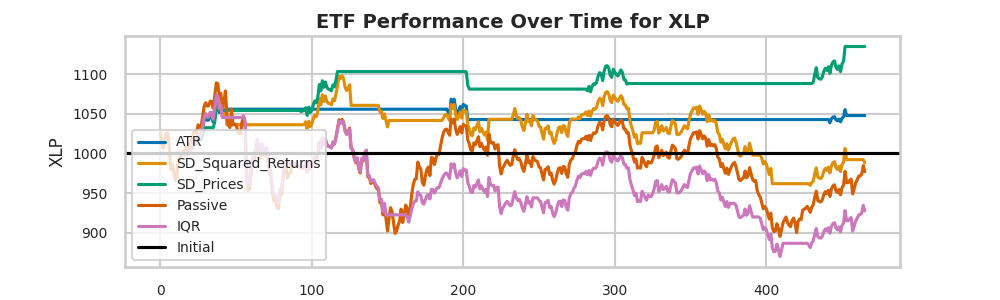 ETF Performance Over Time for XLP
XLP
1100
1050
1000
950
900
ATR
SD_Squared_Returns
SD_Prices
Passive
IQR
Initial
0
100
200
300
400